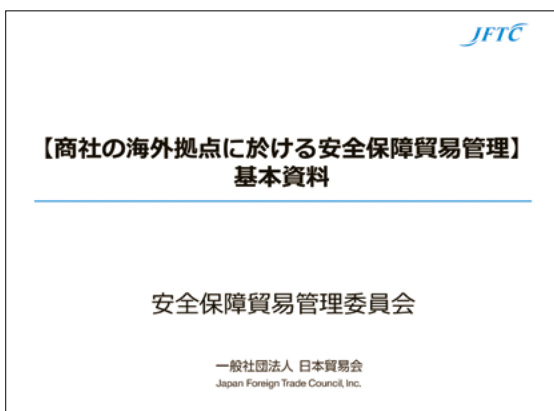 JFTC
【商社の海外拠点に於ける安全保障貿易管理】
基本資料
安全保障貿易管理委員会
一般社団法人 日本貿易会
Japan Foreign Trade Council, Inc.